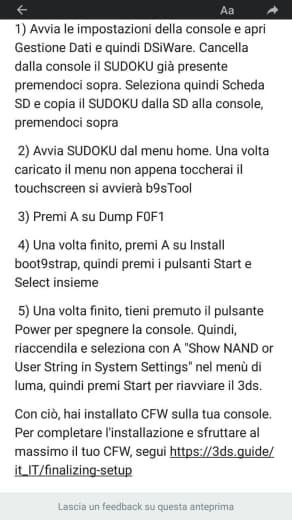 Aa
1) Avvia le impostazioni della console e apri
Gestione Dati e quindi DSiWare. Cancella
dalla console il SUDOKU già presente
premendoci sopra. Seleziona quindi Scheda
SD e copia il SUDOKU dalla SD alla console,
premendoci sopra
2) Avvia SUDOKU dal menu home. Una volta
caricato il menu non appena toccherai il
touchscreen si avvierà b9sTool
3) Premi A su Dump F0F1
4) Una volta finito, premi A su Install
boot9strap, quindi premi i pulsanti Start e
Select insieme
5) Una volta finito, tieni premuto il pulsante
Power per spegnere la console. Quindi,
riaccendila e seleziona con A "Show NAND or
User String in System Settings" nel menù di
luma, quindi premi Start per riavviare il 3ds.
Con ciò, hai installato CFW sulla tua console.
Per completare l'installazione e sfruttare al
massimo il tuo CFW, segui https://3ds.guide/
it_IT/finalizing-setup
Lascia un feedback su questa anteprima